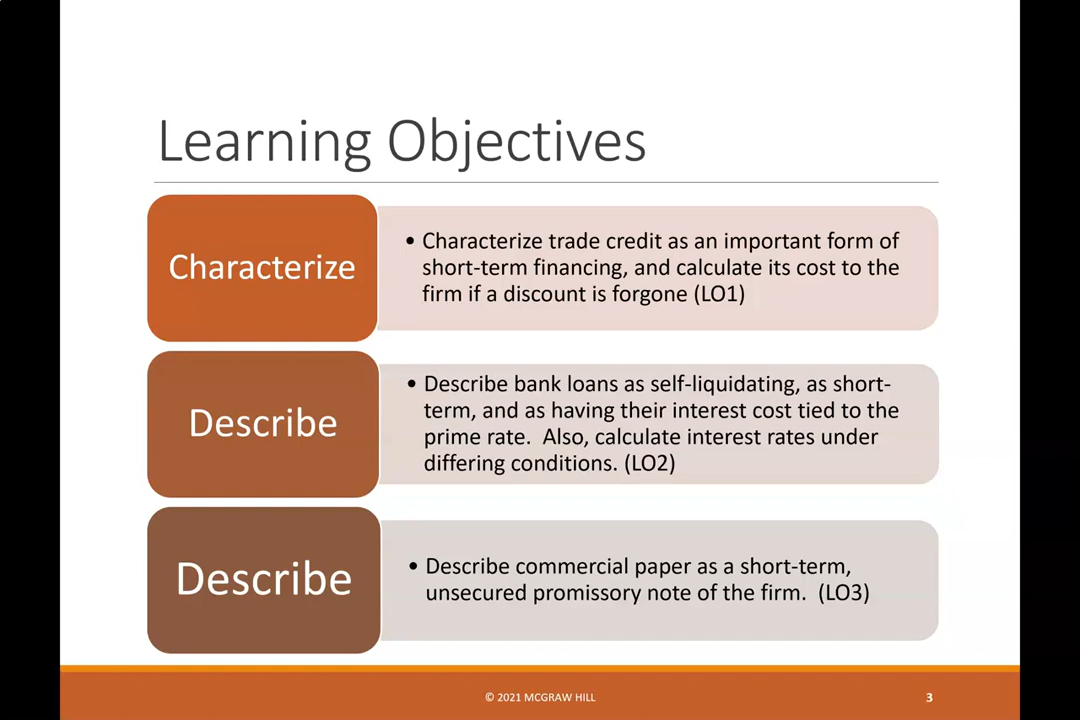 Learning Objectives
Characterize
• Characterize trade credit as an important form of
short-term financing, and calculate its cost to the
firm if a discount is forgone (LO1)
Describe
• Describe bank loans as self-liquidating, as short-
term, and as having their interest cost tied to the
prime rate.  Also, calculate interest rates under
differing conditions. (LO2)
Describe
• Describe commercial paper as a short-term,
unsecured promissory note of the firm.  (LO3)
© 2021 MCGRAW HILL
3